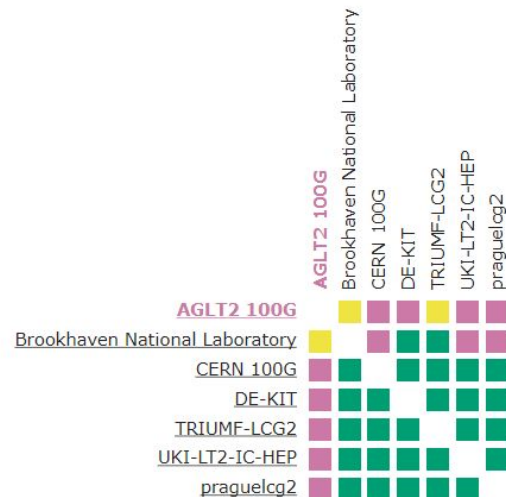 AGLT2 100G
Brookhaven National Laboratory
CERN 100G
DE-KIT
TRIUMF-LCG2
UKI-LT2-IC-HEP
praguelcg2
AGLT2 100G
Brookhaven National Laboratory
CERN 100G
DE-KIT
TRIUMF-LCG2
UKI-LT2-IC-HEP
praguelcg2